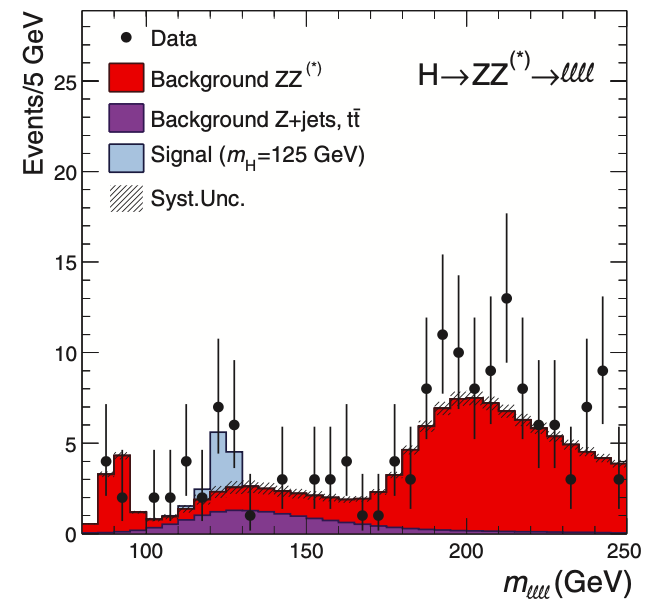 Events/5 GeV
Data
Background ZZ(*)
Background Z+jets, tt̄
Signal (mH=125 GeV)
Syst.Unc.
H→ZZ(*)→ℓℓℓℓ
25
20
15
10
5
0
100 150 200 250
mℓℓℓℓ (GeV)